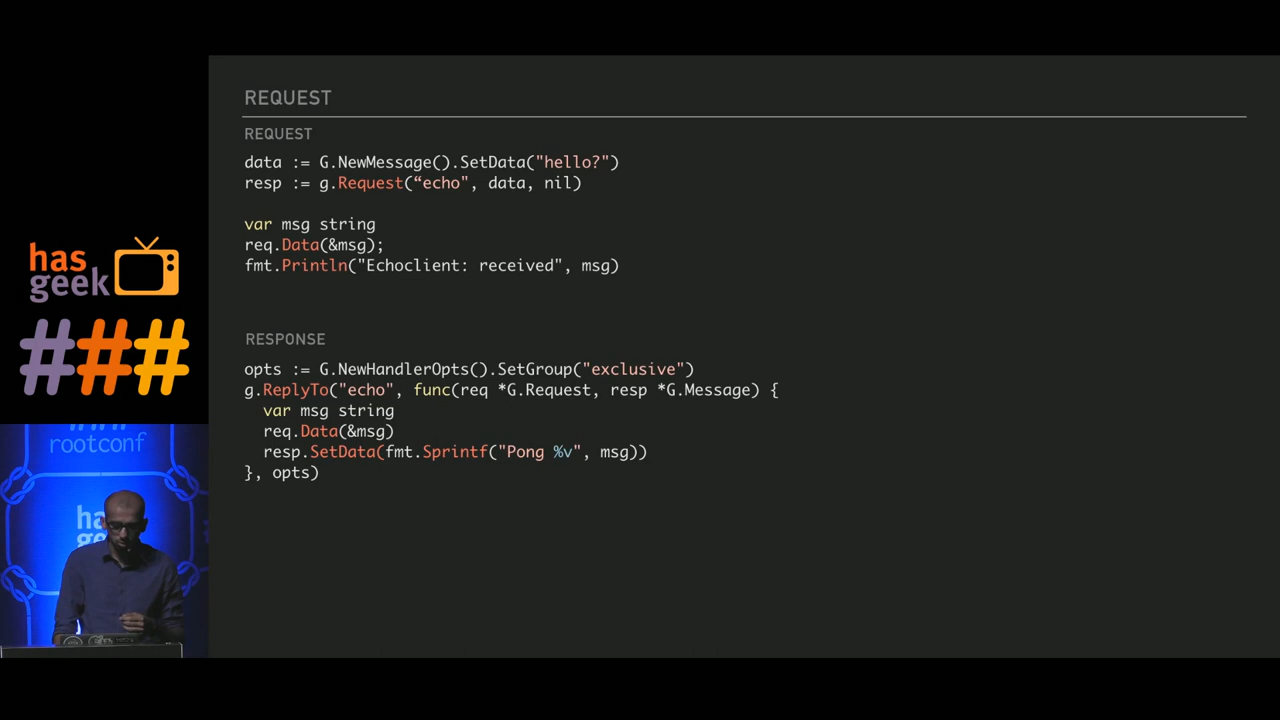 REQUEST
REQUEST
data := G.NewMessage().SetData("hello?")
resp := g.Request(“echo", data, nil)
var msg string
req.Data(&msg);
fmt.Println("Echoclient: received", msg)
RESPONSE
opts := G.NewHandlerOpts().SetGroup("exclusive")
g.ReplyTo("echo", func(req *G.Request, resp *G.Message) {
var msg string
req.Data(&msg)
resp.SetData(fmt.Sprintf("Pong %v", msg))
}, opts)
has
geek
###
rootconf
ha
ge